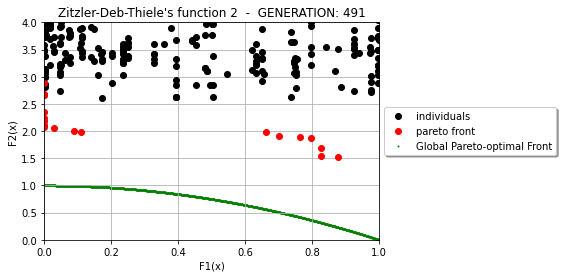 Zitzler-Deb-Thiele's function 2 - GENERATION: 491
4.0
3.5
3.0
2.5
2.0
1.5
1.0
0.5
0.0
F2(x)
0.0 0.2 0.4 0.6 0.8 1.0
F1(x)
individuals
pareto front
Global Pareto-optimal Front